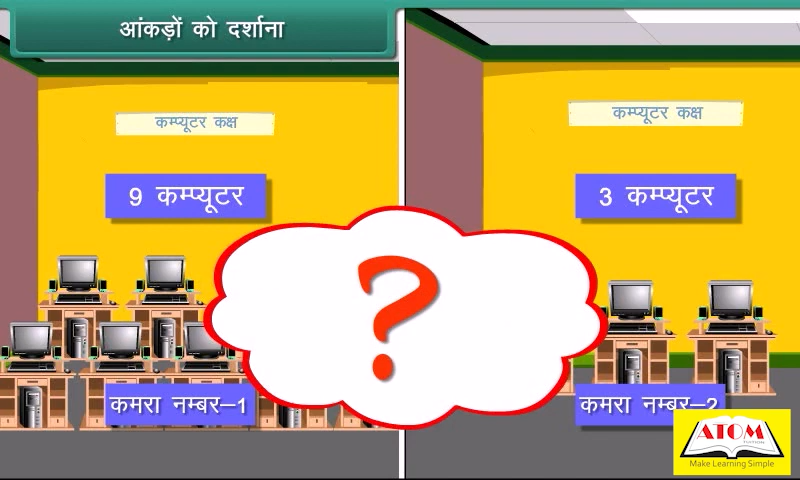 आंकड़ों को दर्शाना
कम्प्यूटर कक्ष
कम्प्यूटर कक्ष
9 कम्प्यूटर
3 कम्प्यूटर
?
कमरा नम्बर–1
कमरा नम्बर–2
ATOM
Make Learning Simple